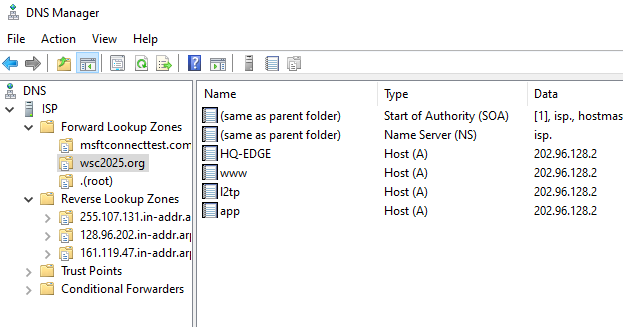 DNS Manager
File Action View Help
DNS
ISP
Forward Lookup Zones
msftconnecttest.com
wsc2025.org
.(root)
Reverse Lookup Zones
255.107.131.in-addr.a
128.96.202.in-addr.ar
161.119.47.in-addr.ar
Trust Points
Conditional Forwarders
Name Type Data
(same as parent folder) Start of Authority (SOA) [1], isp., hostmas
(same as parent folder) Name Server (NS) isp.
HQ-EDGE Host (A) 202.96.128.2
www Host (A) 202.96.128.2
l2tp Host (A) 202.96.128.2
app Host (A) 202.96.128.2